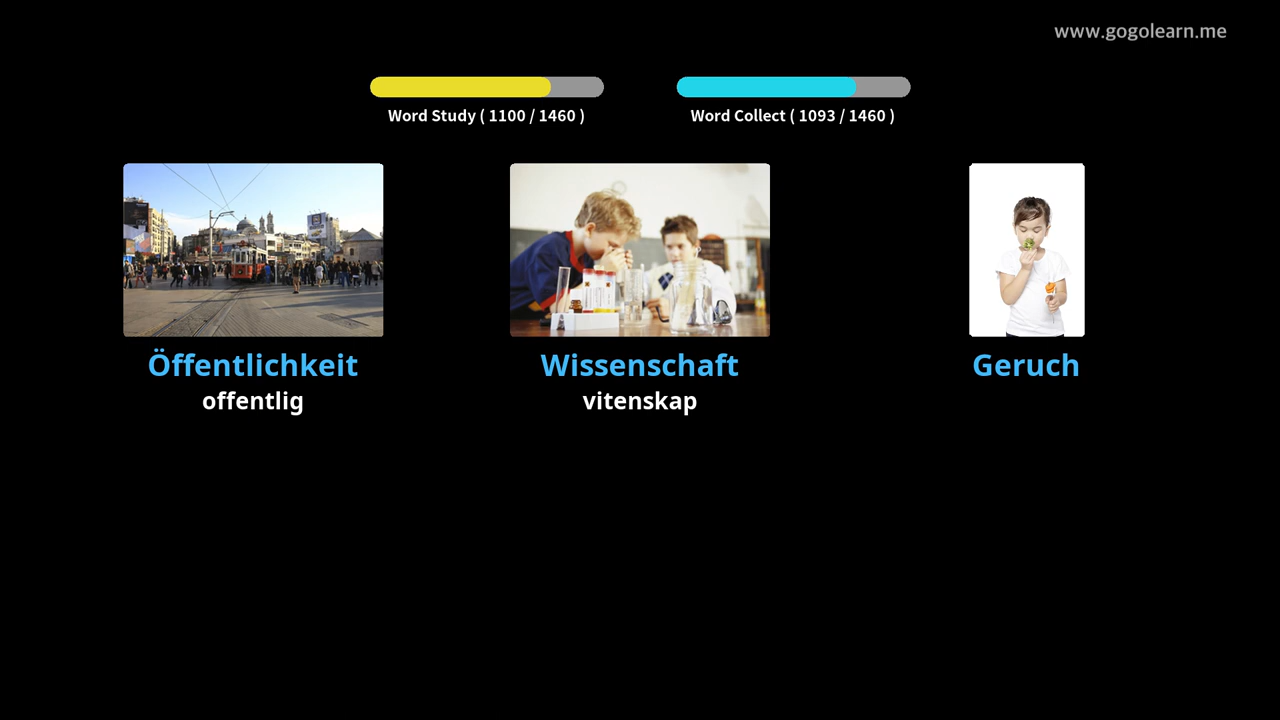 www.gogolearn.me
Word Study ( 1100 / 1460 )
Word Collect ( 1093 / 1460 )
Öffentlichkeit
offentlig
Wissenschaft
vitenskap
Geruch